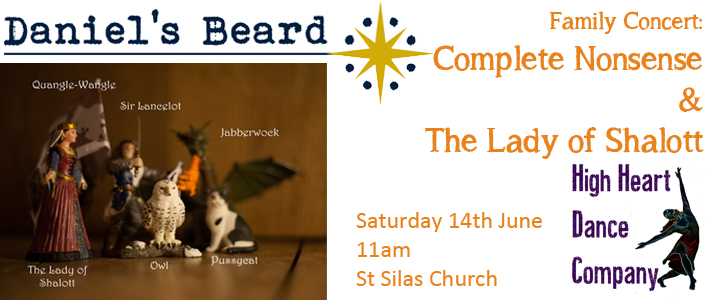 Daniel's Beard
Quangle-Wangle
Sir Lancelot
Jabberwock
The Lady of
Shalott
Owl
Pussycat
Family Concert:
Complete Nonsense
&
The Lady of Shalott
Saturday 14th June
11am
St Silas Church
High Heart
Dance
Company